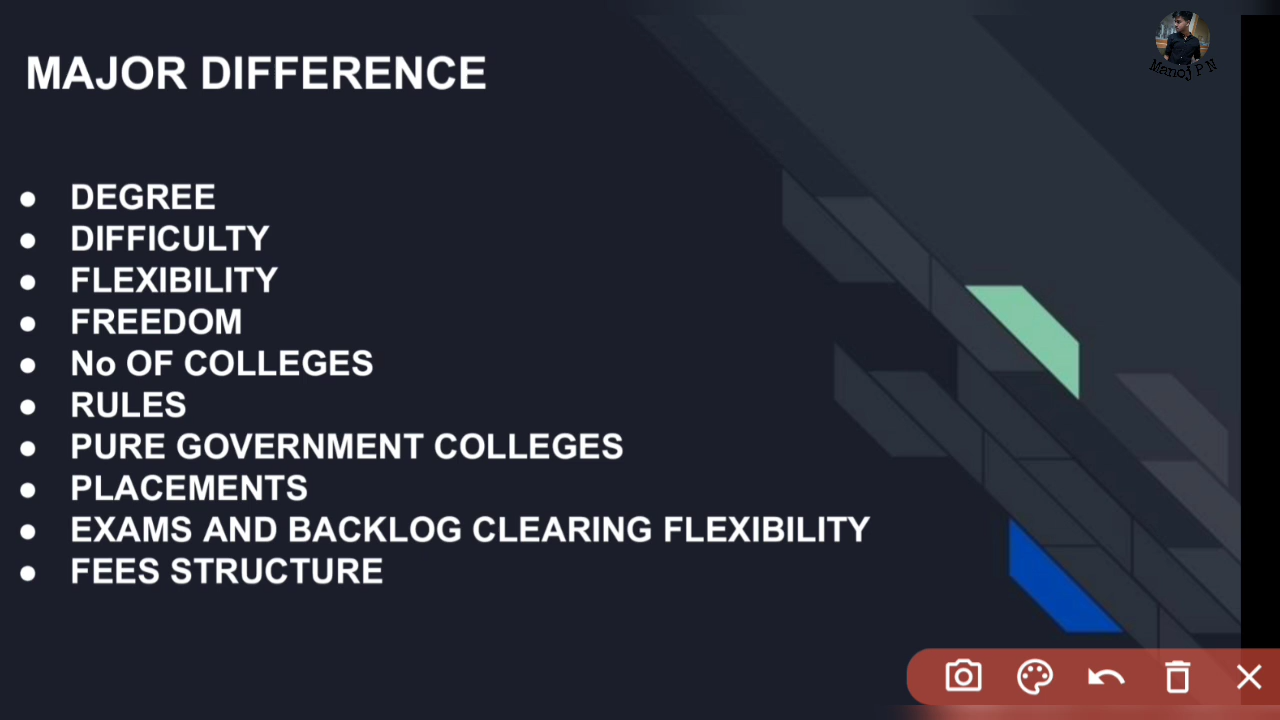 Manoj P N
MAJOR DIFFERENCE
● DEGREE
● DIFFICULTY
● FLEXIBILITY
● FREEDOM
● No OF COLLEGES
● RULES
● PURE GOVERNMENT COLLEGES
● PLACEMENTS
● EXAMS AND BACKLOG CLEARING FLEXIBILITY
● FEES STRUCTURE